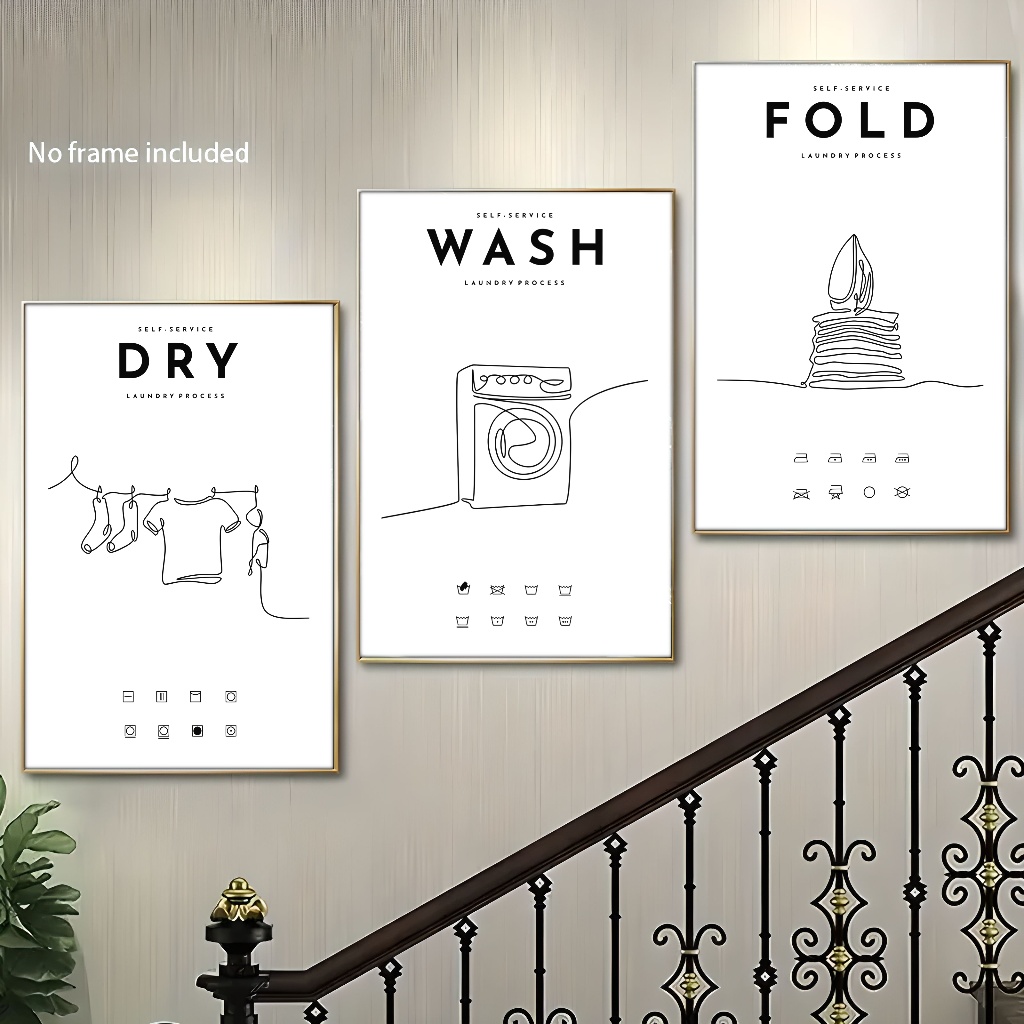 No frame included
SELF-SERVICE
DRY
LAUNDRY PROCESS
SELF-SERVICE
WASH
LAUNDRY PROCESS
SELF-SERVICE
FOLD
LAUNDRY PROCESS